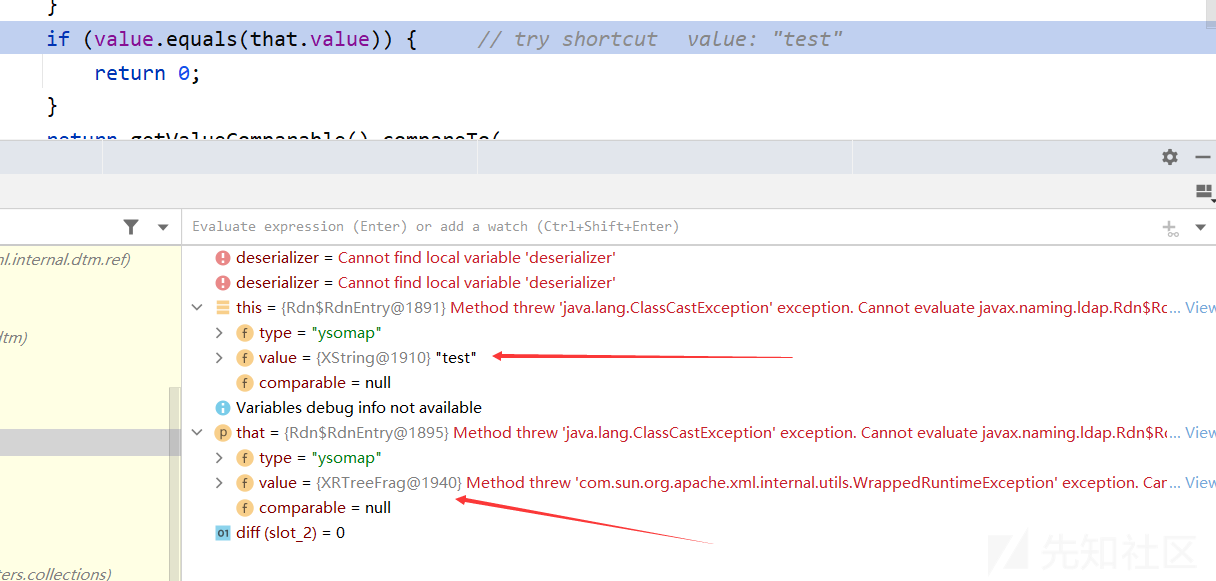 }
if (value.equals(that.value)) { // try shortcut value: "test"
return 0;
}
return getValueComparable().compareTo(
Evaluate expression (Enter) or add a watch (Ctrl+Shift+Enter)
nl.internal.dtm.ref)
deserializer = Cannot find local variable 'deserializer'
deserializer = Cannot find local variable 'deserializer'
this = {Rdn$RdnEntry@1891} Method threw 'java.lang.ClassCastException' exception. Cannot evaluate javax.naming.ldap.Rdn$Rc... View
dtm)
f type = "ysomap"
f value = {XString@1910} "test"
f comparable = null
Variables debug info not available
p that = {Rdn$RdnEntry@1895} Method threw 'java.lang.ClassCastException' exception. Cannot evaluate javax.naming.ldap.Rdn$Rc... View
f type = "ysomap"
f value = {XRTreeFrag@1940} Method threw 'com.sun.org.apache.xml.internal.utils.WrappedRuntimeException' exception. Car... View
f comparable = null
01 diff (slot_2) = 0
ters.collections)
先知社区